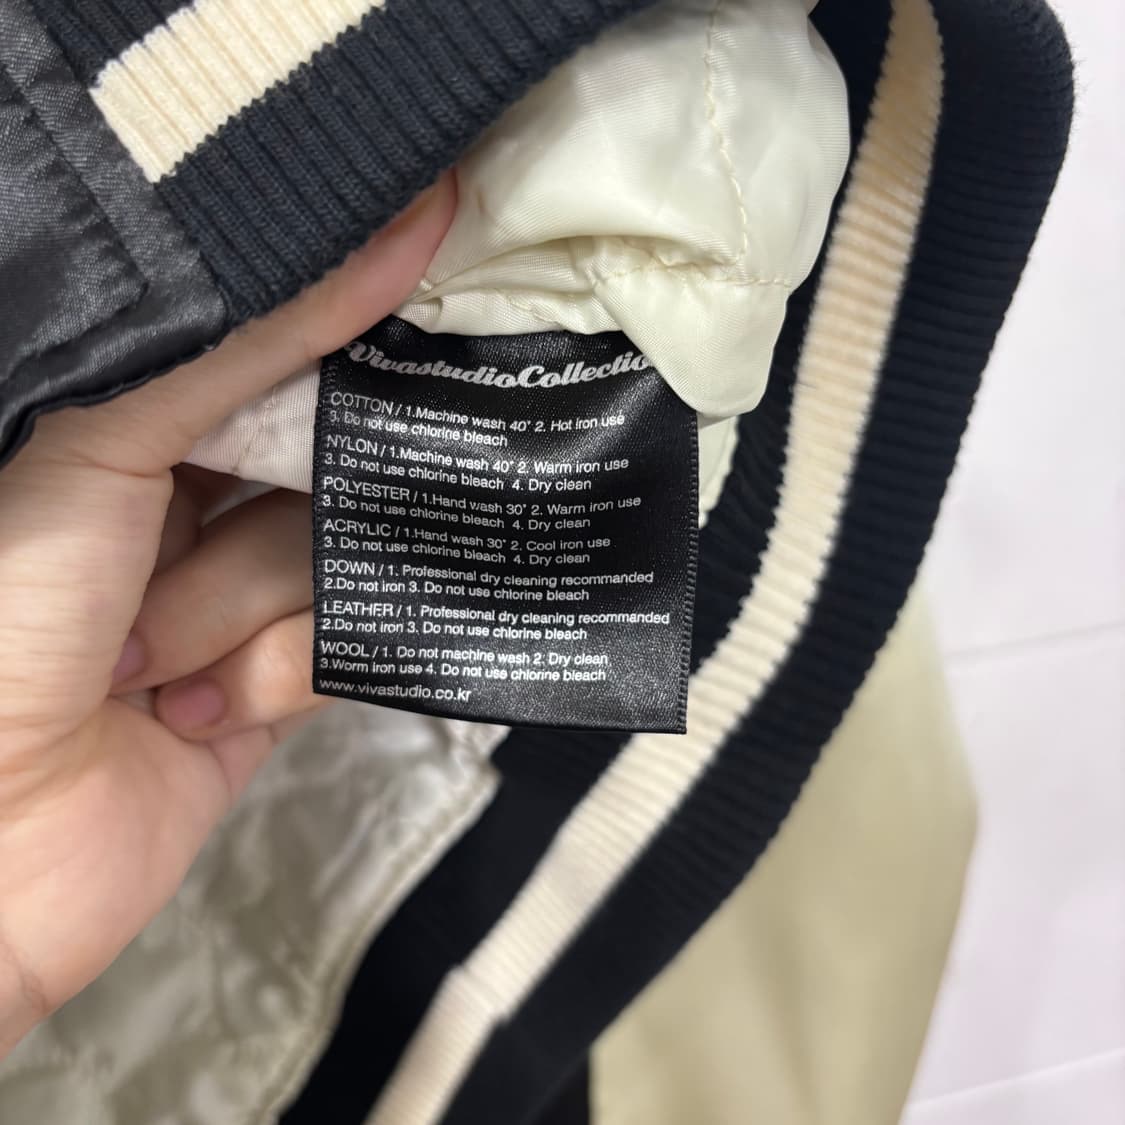 VivastudioCollectio
COTTON / 1.Machine wash 40° 2. Hot iron use
3. Do not use chlorine bleach
NYLON / 1.Machine wash 40° 2. Warm iron use
3. Do not use chlorine bleach 4. Dry clean
POLYESTER / 1.Hand wash 30° 2. Warm iron use
3. Do not use chlorine bleach 4. Dry clean
ACRYLIC / 1.Hand wash 30° 2. Cool iron use
3. Do not use chlorine bleach 4. Dry clean
DOWN / 1. Professional dry cleaning recommanded
2.Do not iron 3. Do not use chlorine bleach
LEATHER / 1. Professional dry cleaning recommanded
2.Do not iron 3. Do not use chlorine bleach
WOOL / 1. Do not machine wash 2. Dry clean
3.Worm iron use 4. Do not use chlorine bleach
www.vivastudio.co.kr